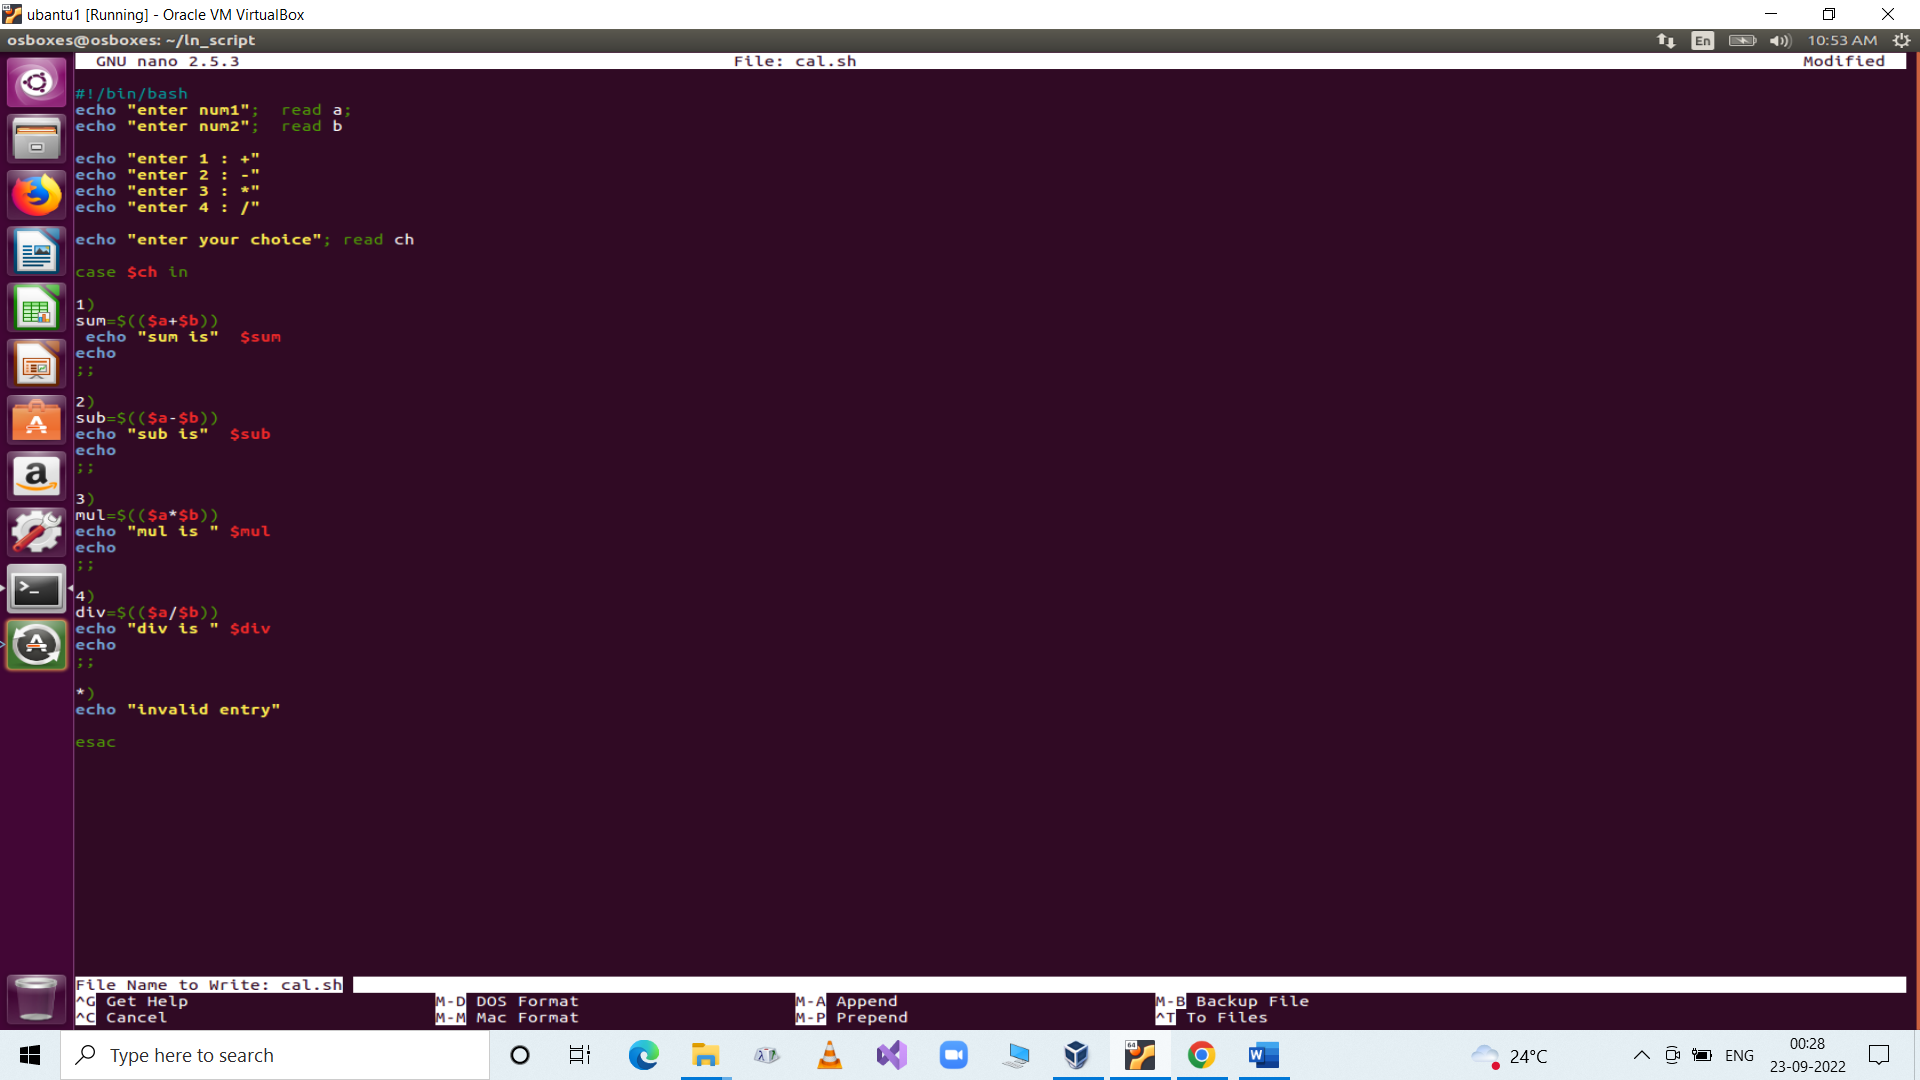 ubantu1 [Running] - Oracle VM VirtualBox
osboxes@osboxes: ~/ln_script
En
10:53 AM
GNU nano 2.5.3 File: cal.sh Modified
#!/bin/bash
echo "enter num1";  read a;
echo "enter num2";  read b
echo "enter 1 : +"
echo "enter 2 : -"
echo "enter 3 : *"
echo "enter 4 : /"
echo "enter your choice"; read ch
case $ch in
1)
sum=$(($a+$b))
 echo "sum is"  $sum
echo
;;
2)
sub=$(($a-$b))
echo "sub is"  $sub
echo
;;
3)
mul=$(($a*$b))
echo "mul is " $mul
echo
;;
4)
div=$(($a/$b))
echo "div is " $div
echo
;;
*)
echo "invalid entry"
esac
File Name to Write: cal.sh
^G Get Help M-D DOS Format M-A Append M-B Backup File
^C Cancel M-M Mac Format M-P Prepend ^T To Files
Type here to search
24°C
ENG
00:28
23-09-2022